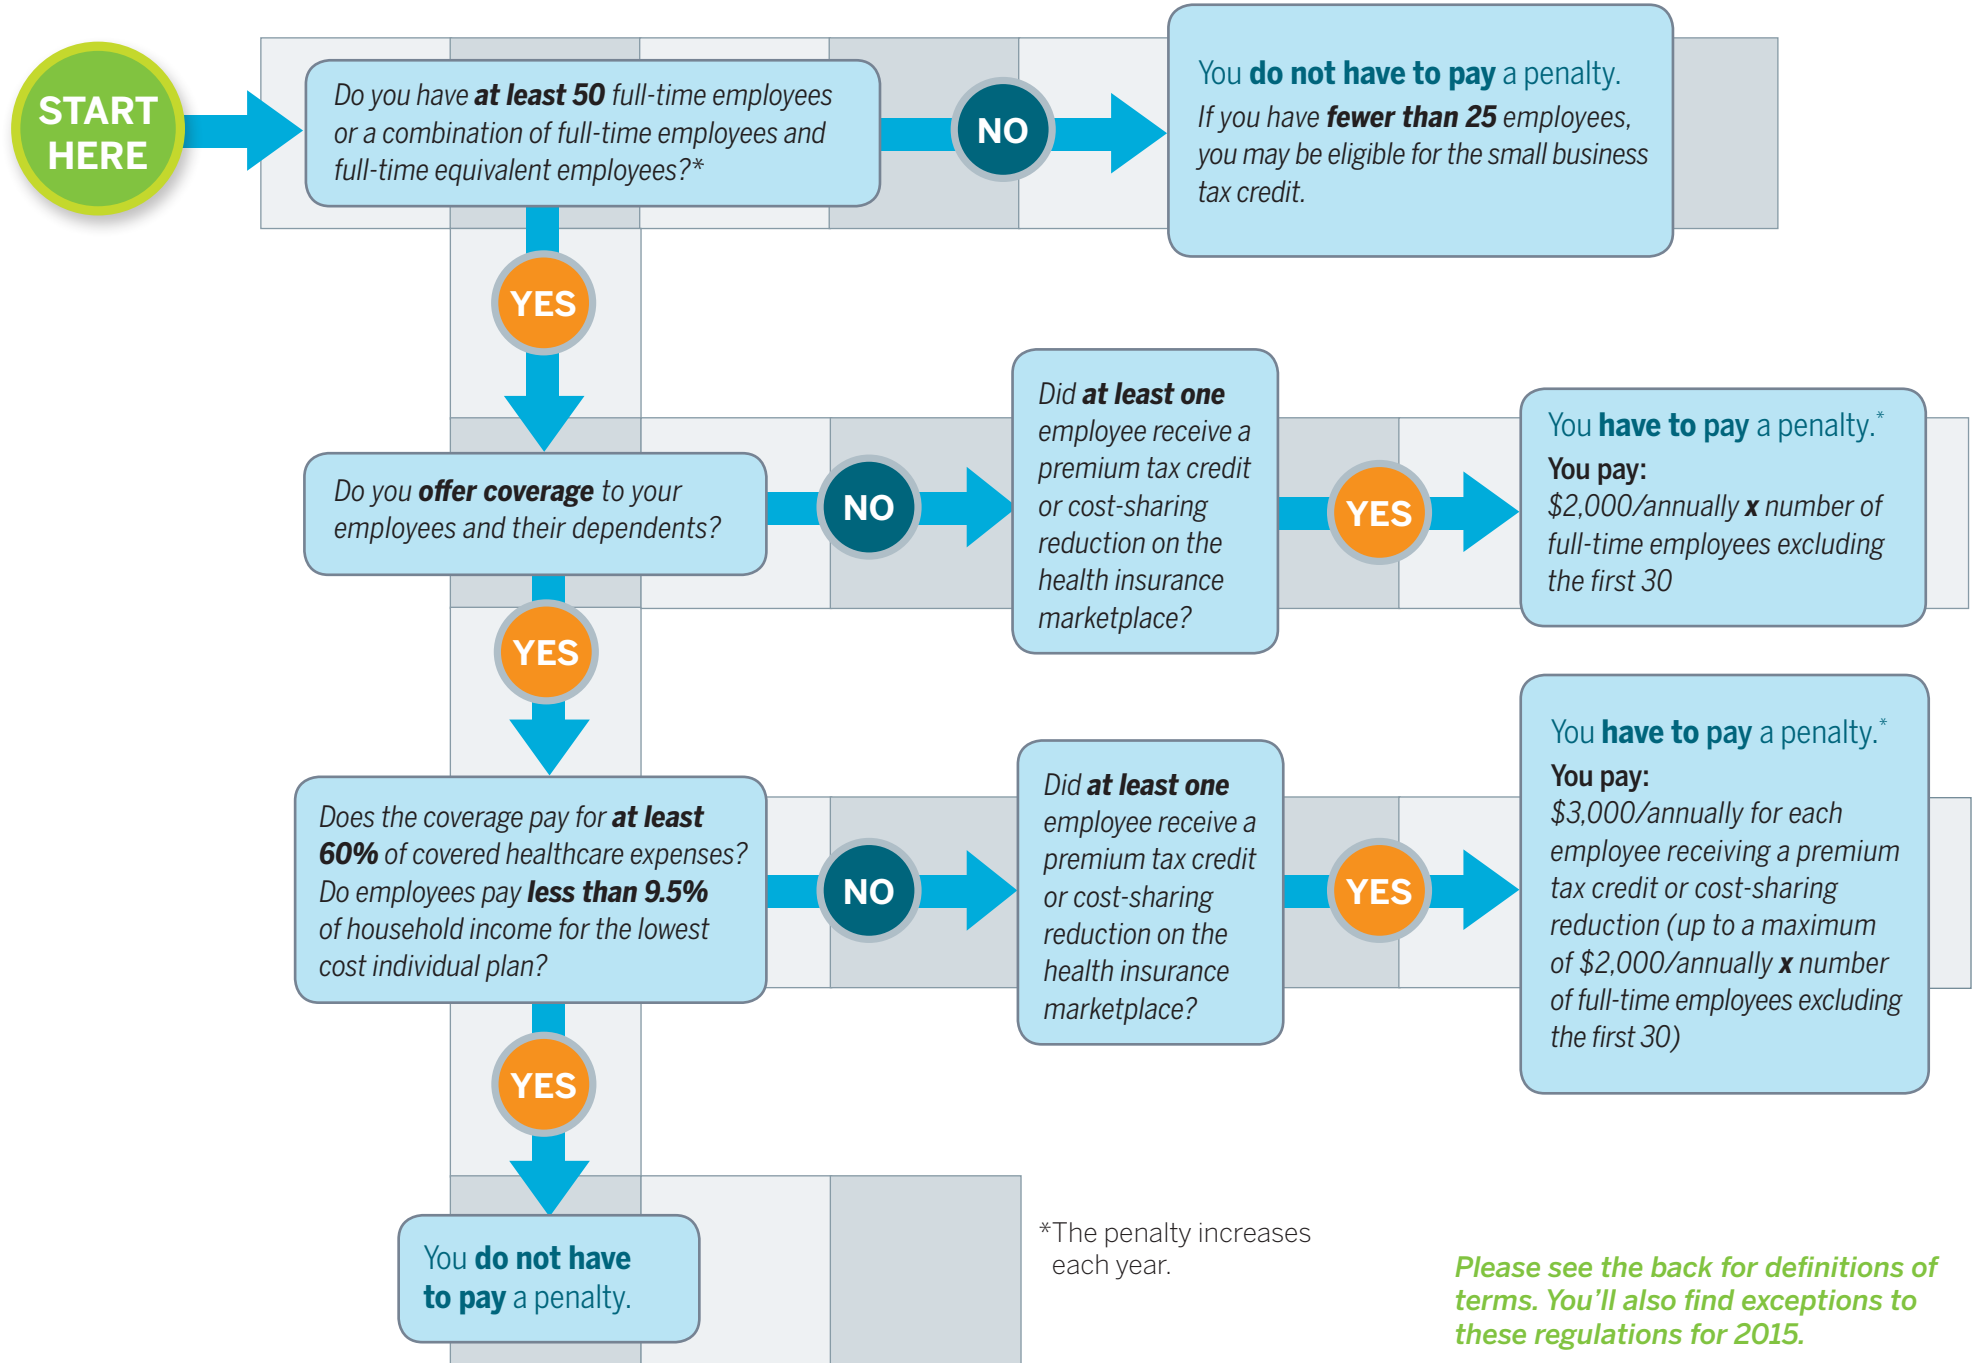 START
HERE
Do you have at least 50 full-time employees
or a combination of full-time employees and
full-time equivalent employees?*
NO
You do not have to pay a penalty.
If you have fewer than 25 employees,
you may be eligible for the small business
tax credit.
YES
Do you offer coverage to your
employees and their dependents?
NO
Did at least one
employee receive a
premium tax credit
or cost-sharing
reduction on the
health insurance
marketplace?
YES
You have to pay a penalty.*
You pay:
$2,000/annually x number of
full-time employees excluding
the first 30
YES
Does the coverage pay for at least
60% of covered healthcare expenses?
Do employees pay less than 9.5%
of household income for the lowest
cost individual plan?
NO
Did at least one
employee receive a
premium tax credit
or cost-sharing
reduction on the
health insurance
marketplace?
YES
You have to pay a penalty.*
You pay:
$3,000/annually for each
employee receiving a premium
tax credit or cost-sharing
reduction (up to a maximum
of $2,000/annually x number
of full-time employees excluding
the first 30)
YES
You do not have
to pay a penalty.
*The penalty increases
each year.
Please see the back for definitions of
terms. You'll also find exceptions to
these regulations for 2015.